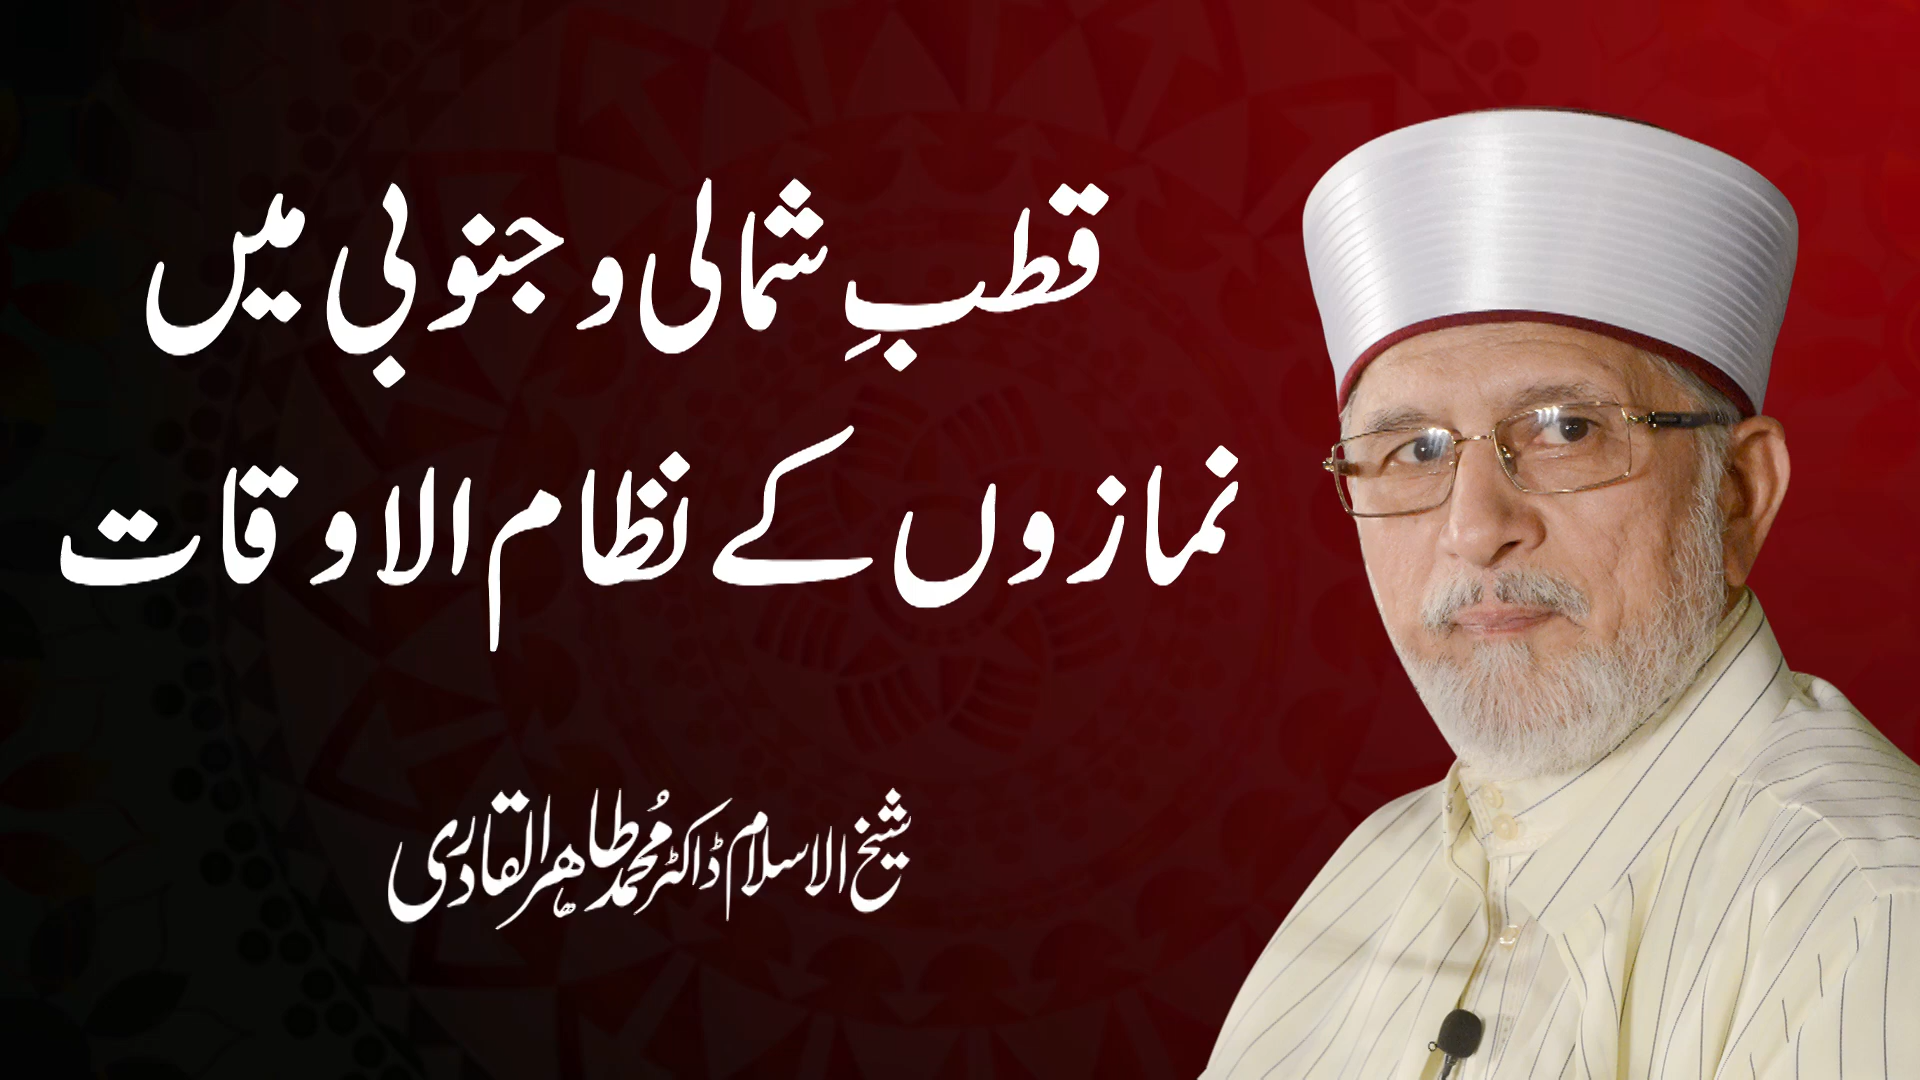 قطبِ شمالی و جنوبی میں
نمازوں کے نظام الاوقات
شیخ الاسلام ڈاکٹر محمد طاہر القادری